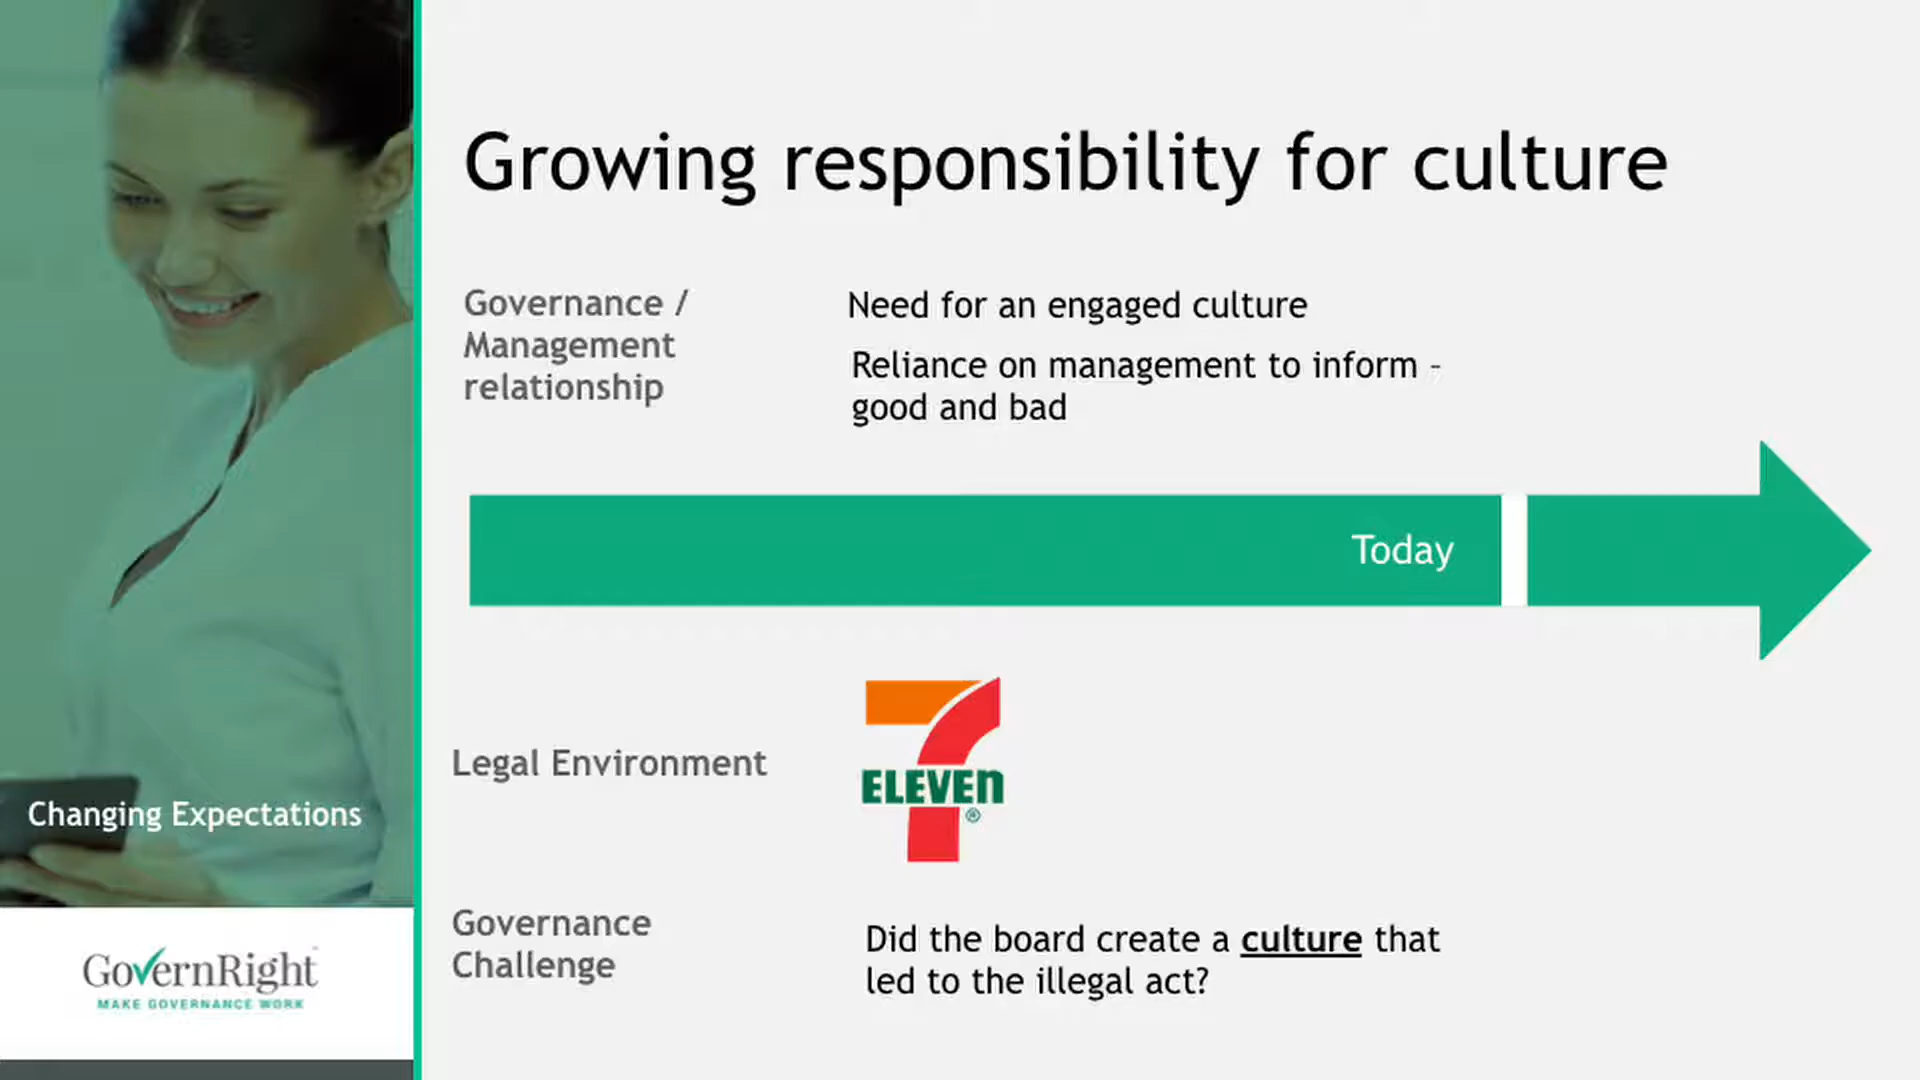 Growing responsibility for culture
Governance /
Management
relationship
Need for an engaged culture
Reliance on management to inform –
good and bad
Today
Legal Environment
7
ELEVEn
®
Governance
Challenge
Did the board create a culture that
led to the illegal act?
Changing Expectations
GovernRight
MAKE GOVERNANCE WORK